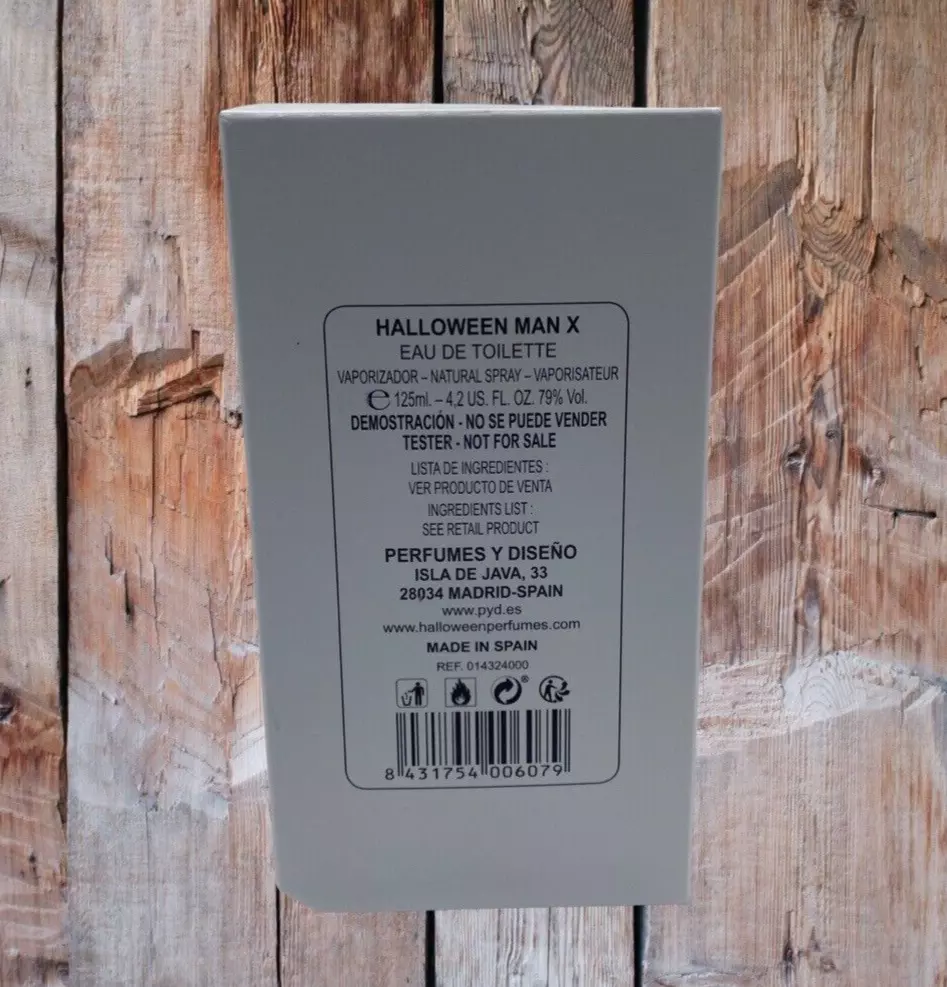 HALLOWEEN MAN X
EAU DE TOILETTE
VAPORIZADOR – NATURAL SPRAY – VAPORISATEUR
℮ 125ml. – 4,2 US. FL. OZ. 79% Vol.
DEMOSTRACIÓN - NO SE PUEDE VENDER
TESTER - NOT FOR SALE
LISTA DE INGREDIENTES :
VER PRODUCTO DE VENTA
INGREDIENTS LIST :
SEE RETAIL PRODUCT
PERFUMES Y DISEÑO
ISLA DE JAVA, 33
28034 MADRID-SPAIN
www.pyd.es
www.halloweenperfumes.com
MADE IN SPAIN
REF. 014324000
®
8 431754 006079